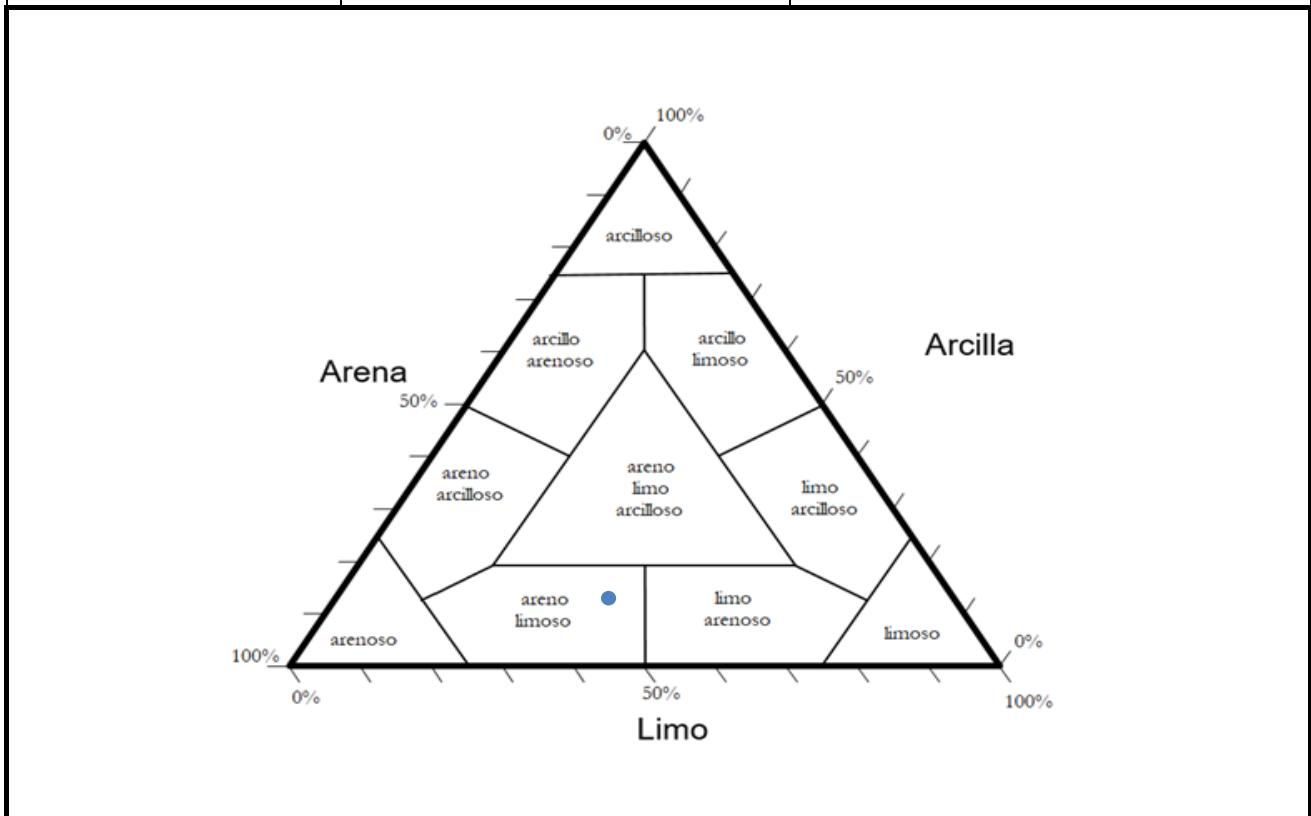 100%
0%
arcilloso
arcillo
arenoso
arcillo
limoso
Arcilla
Arena
50%
50%
areno
arcilloso
areno
limo
arcilloso
limo
arcilloso
areno
limoso
limo
arenoso
arenoso
limoso
0%
100%
0%
50%
100%
Limo